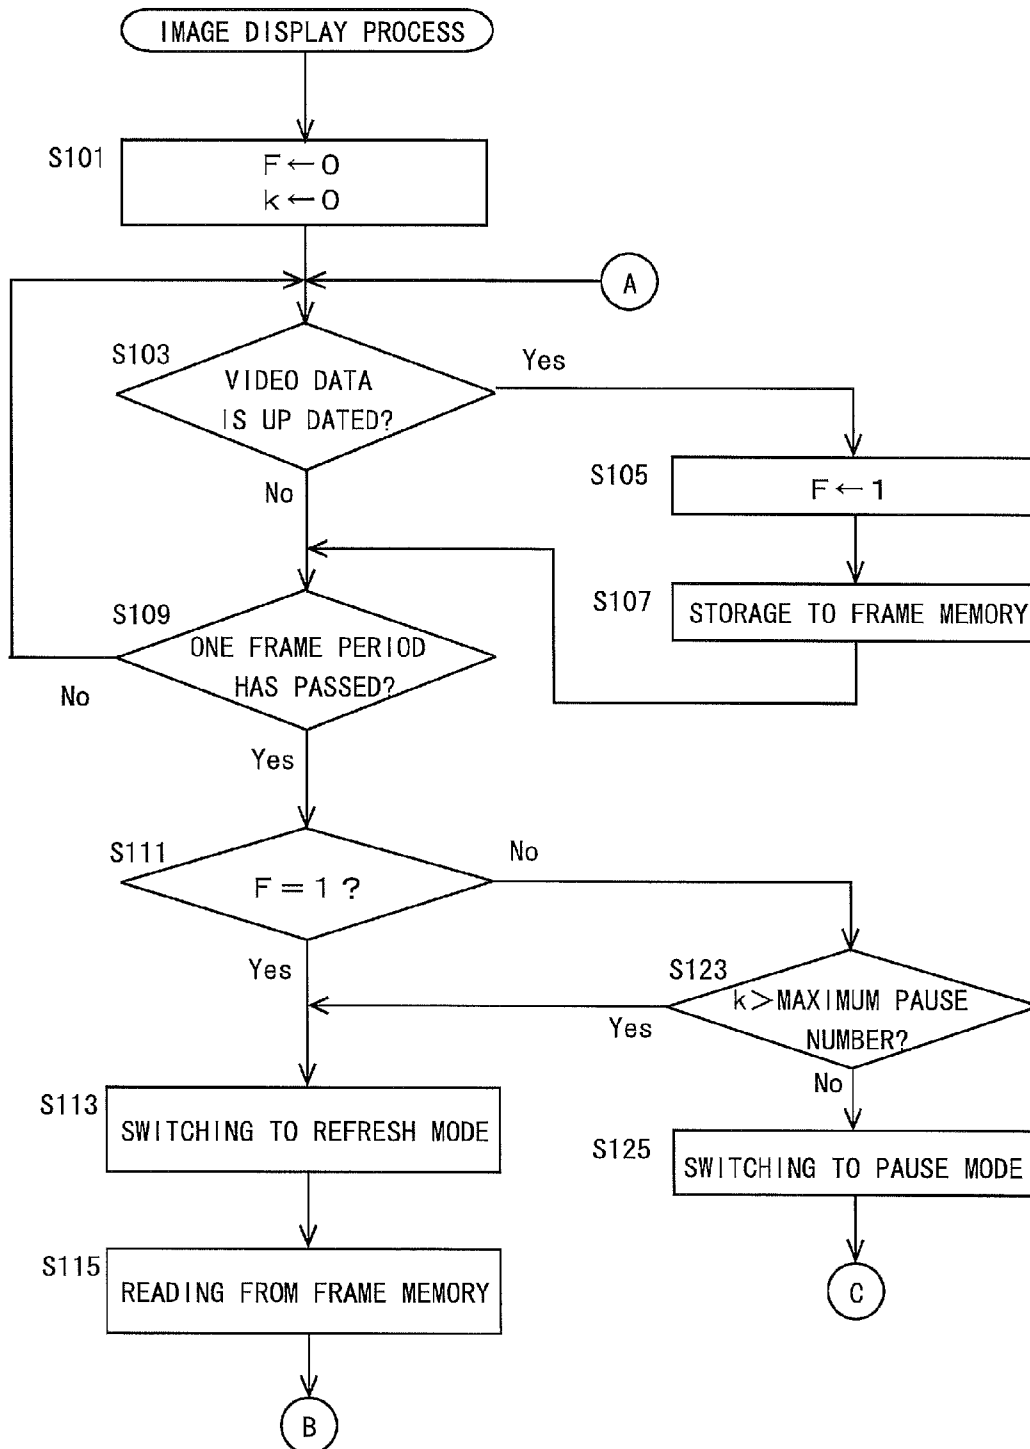 IMAGE DISPLAY PROCESS
S101
F←0
k←0
A
S103
VIDEO DATA
IS UP DATED?
Yes
No
S105
F←1
S107
STORAGE TO FRAME MEMORY
S109
ONE FRAME PERIOD
HAS PASSED?
No
Yes
S111
F=1?
No
Yes
S123
k>MAXIMUM PAUSE
NUMBER?
Yes
No
S113
SWITCHING TO REFRESH MODE
S125
SWITCHING TO PAUSE MODE
S115
READING FROM FRAME MEMORY
C
B